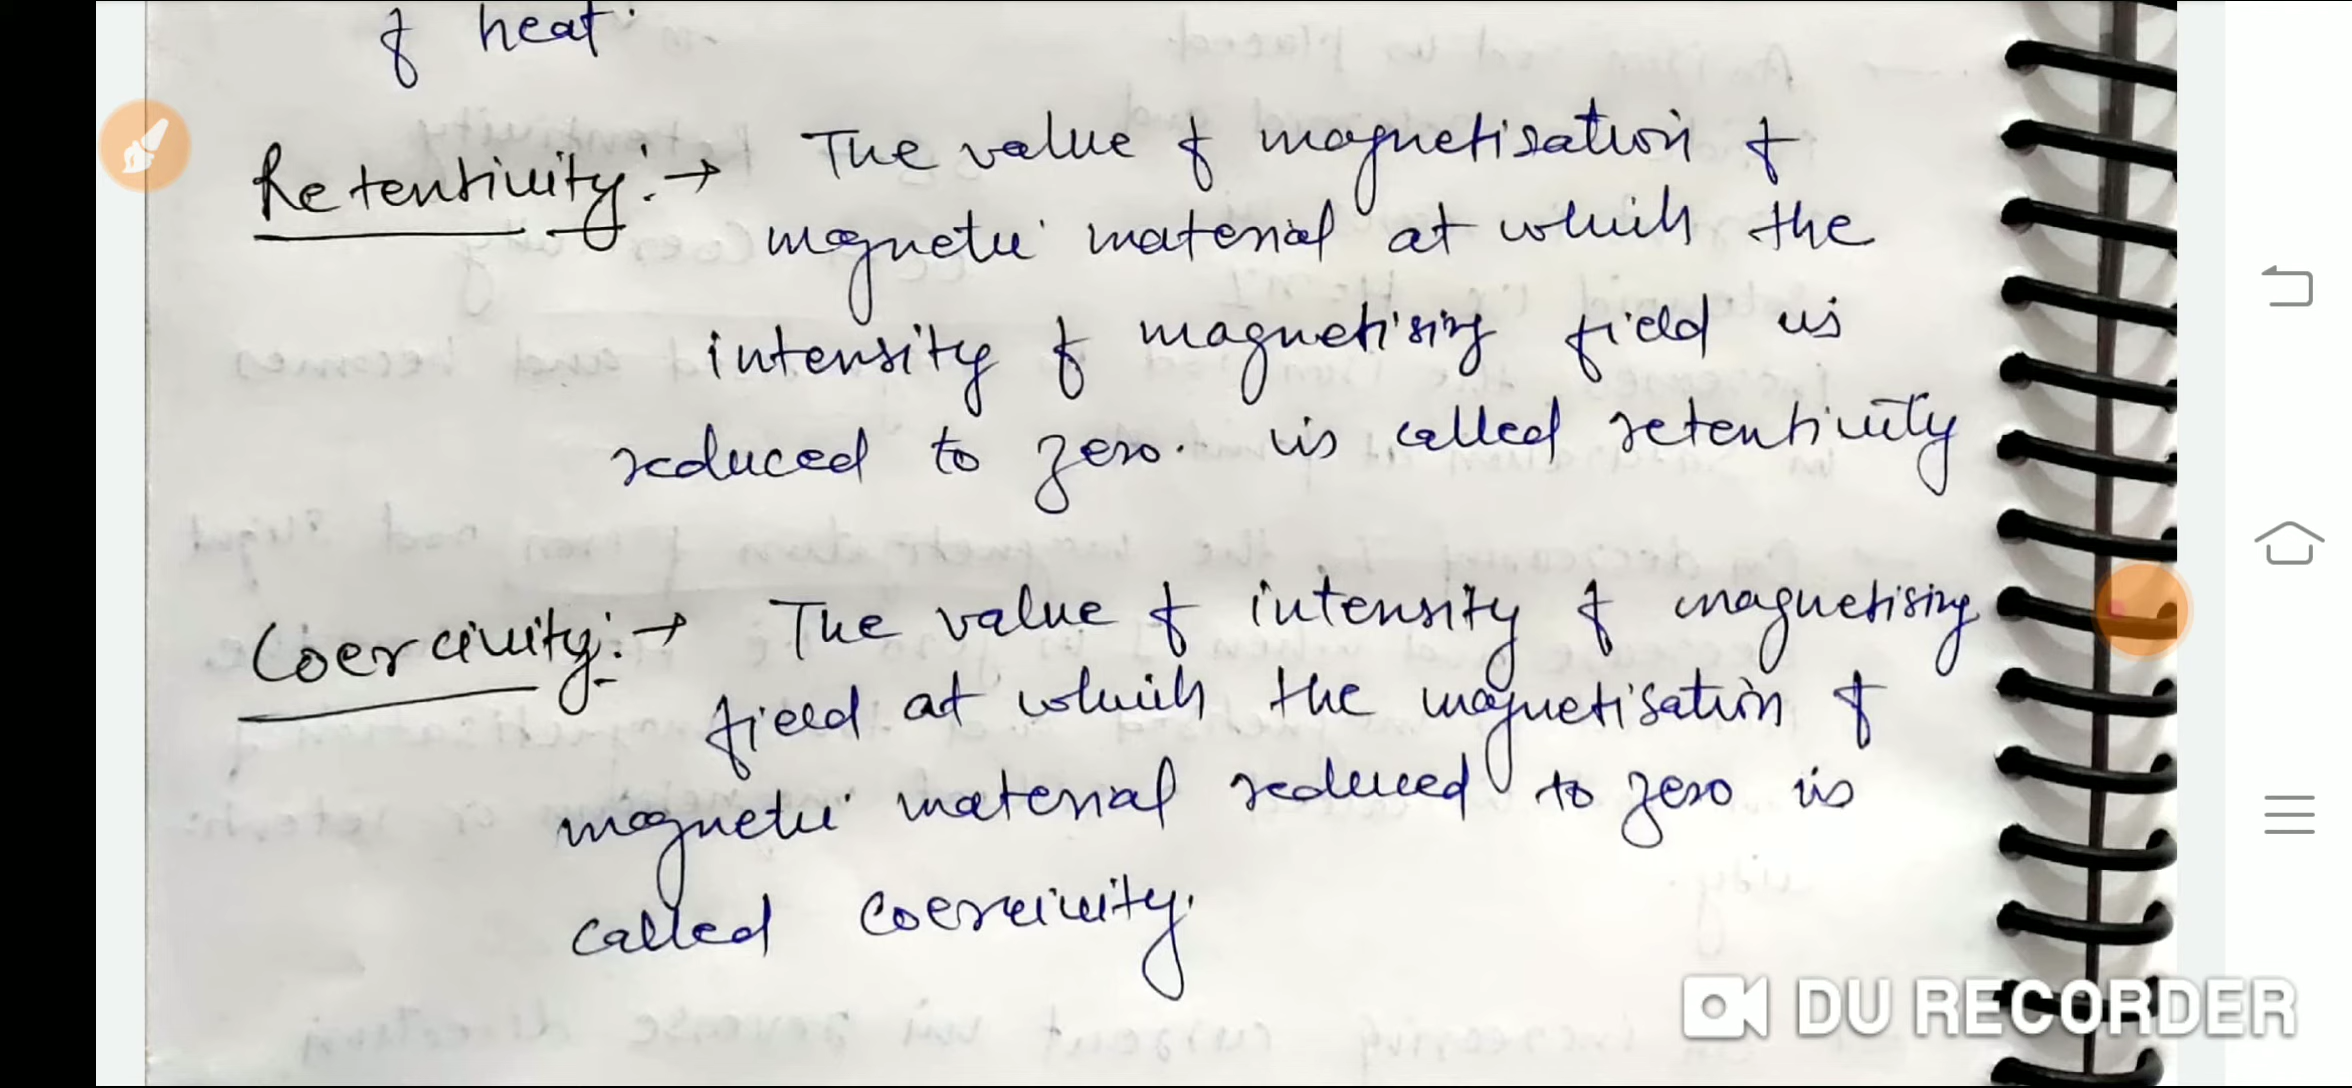 of heat.
Retentivity:→ The value of magnetisation of
magnetic material at which the
intensity of magnetising field is
reduced to zero. is called retentivity
Coercivity:→ The value of intensity of magnetising
field at which the magnetisation of
magnetic material reduced to zero is
called coercivity.
DU RECORDER